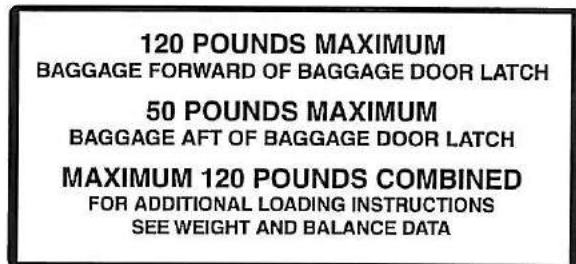 120 POUNDS MAXIMUM
BAGGAGE FORWARD OF BAGGAGE DOOR LATCH
50 POUNDS MAXIMUM
BAGGAGE AFT OF BAGGAGE DOOR LATCH
MAXIMUM 120 POUNDS COMBINED
FOR ADDITIONAL LOADING INSTRUCTIONS
SEE WEIGHT AND BALANCE DATA